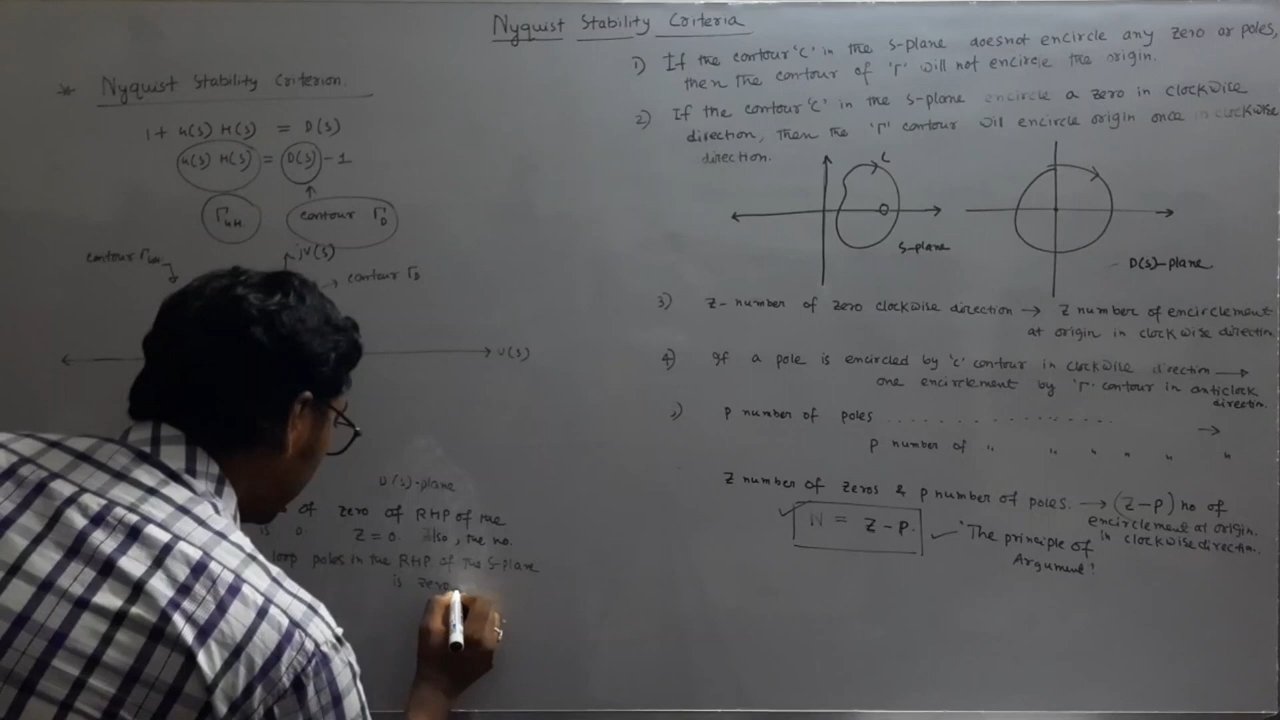 Nyquist Stability Criteria
* Nyquist Stability Criterion.
1 + G(s) H(s) = D(s)
G(s) H(s) = D(s) - 1
Γ_GH contour Γ_D
jV(s)
contour Γ_GH
contour Γ_D
U(s)
D(s)-plane
of zero of RHP of the
is 0 Z = 0. Also, the no.
loop poles in the RHP of the S-plane
is zero
1) If the contour 'C' in the S-plane doesnot encircle any zero or poles,
then the contour of 'Γ' will not encircle the origin.
2) If the contour 'C' in the S-plane encircle a zero in clockwise
direction, then the 'Γ' contour will encircle origin once in clockwise
direction.
C
S-plane
D(s)-plane
3) Z-number of zero clockwise direction → Z number of encirclement
at origin in clockwise direction.
4) If a pole is encircled by 'C' contour in clockwise direction →
one encirclement by 'Γ' contour in anticlock
direction.
P number of poles . . . . . . . . . . . . →
P number of " " " " " "
Z number of zeros & P number of poles. → (Z-P) no of
encirclement at origin.
in clockwise direction.
N = Z - P.
"The principle of
Argument!